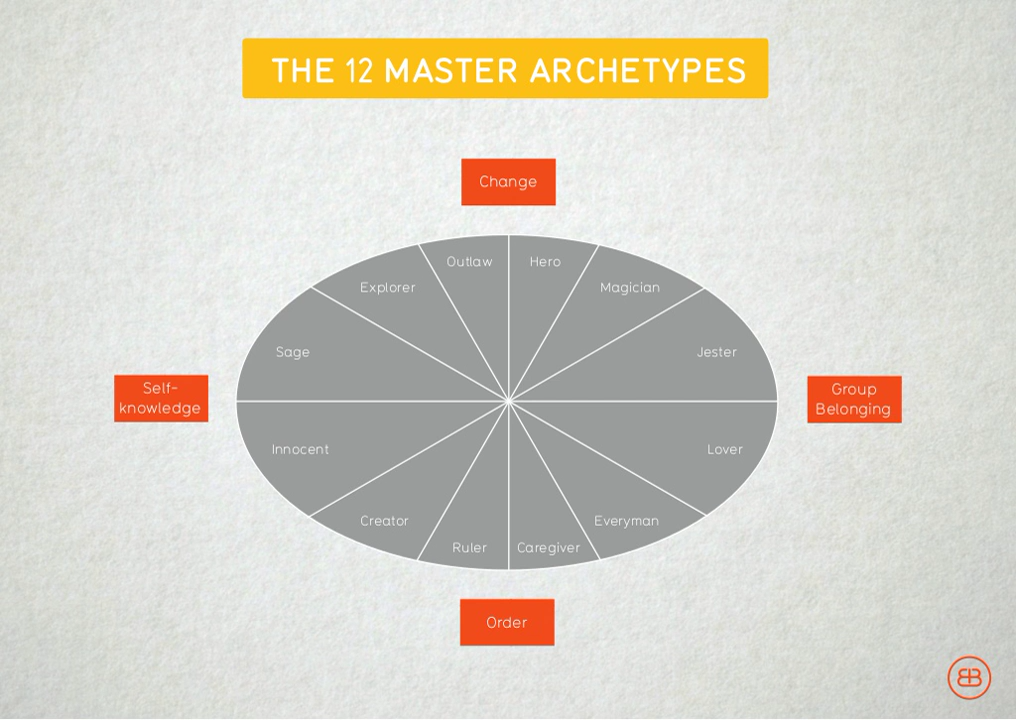 THE 12 MASTER ARCHETYPES
Change
Outlaw
Hero
Explorer
Magician
Sage
Jester
Self-
knowledge
Group
Belonging
Innocent
Lover
Creator
Everyman
Ruler
Caregiver
Order